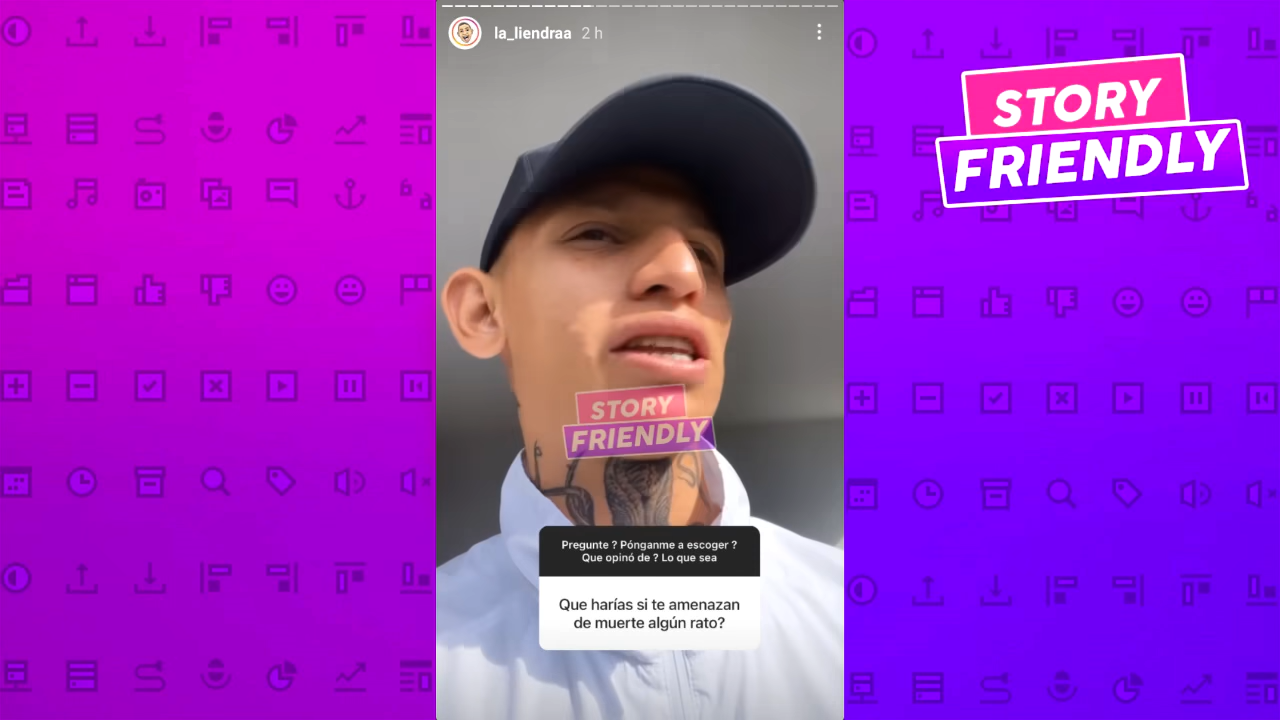 la_liendraa 2 h
STORY
FRIENDLY
STORY
FRIENDLY
Pregunte ? Pónganme a escoger ?
Que opinó de ? Lo que sea
Que harías si te amenazan
de muerte algún rato?